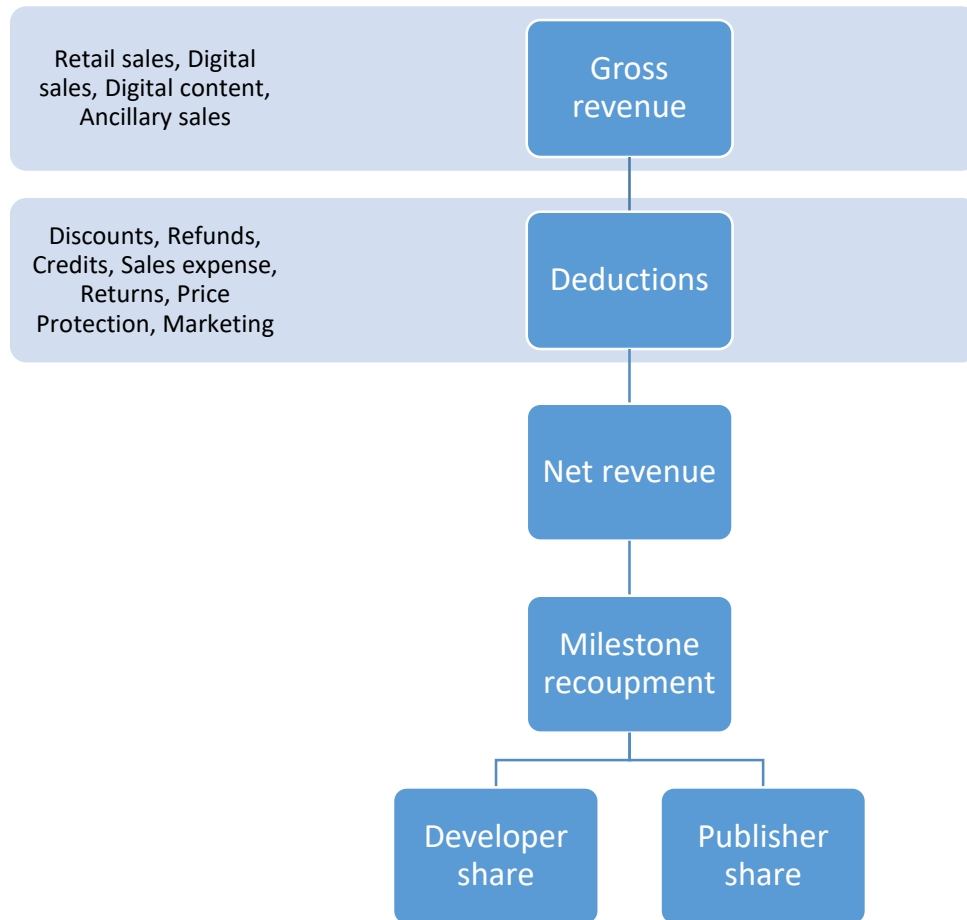 Retail sales, Digital
sales, Digital content,
Ancillary sales
Gross
revenue
Discounts, Refunds,
Credits, Sales expense,
Returns, Price
Protection, Marketing
Deductions
Net revenue
Milestone
recoupment
Developer
share
Publisher
share